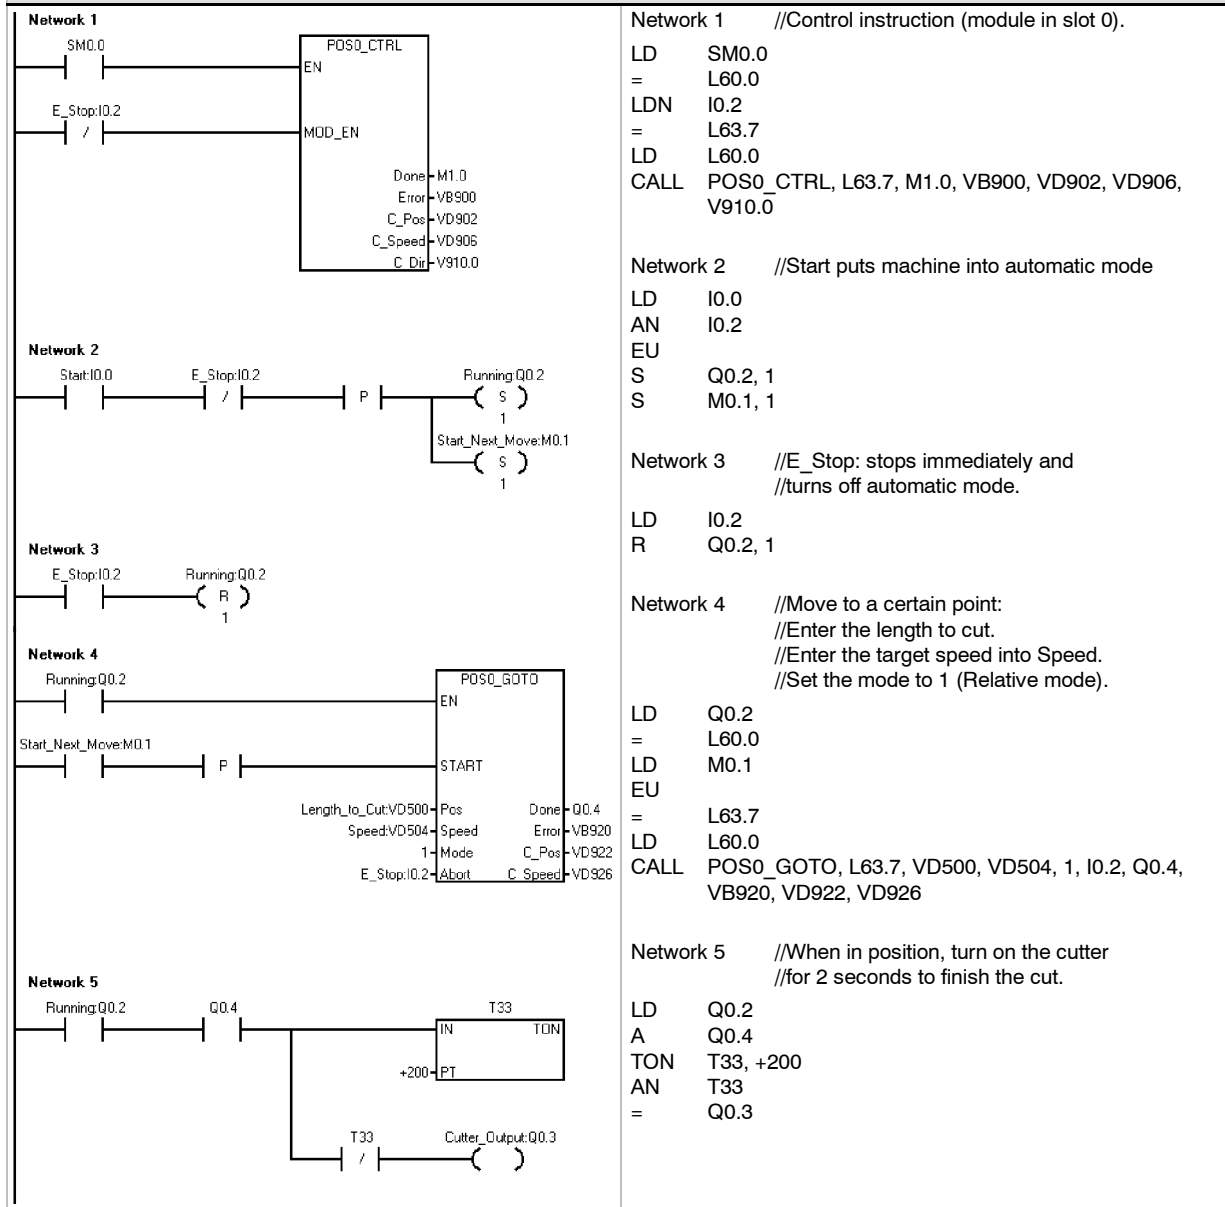 Network 1
SM0.0
POS0_CTRL
EN
E_Stop:I0.2
/
MOD_EN
Done M1.0
Error VB900
C_Pos VD902
C_Speed VD906
C_Dir V910.0
Network 2
Start:I0.0 E_Stop:I0.2 Running:Q0.2
/ P S
1
Start_Next_Move:M0.1
S
1
Network 3
E_Stop:I0.2 Running:Q0.2
R
1
Network 4
Running:Q0.2 POS0_GOTO
EN
Start_Next_Move:M0.1
P START
Length_to_Cut:VD500 Pos Done Q0.4
Speed:VD504 Speed Error VB920
1 Mode C_Pos VD922
E_Stop:I0.2 Abort C_Speed VD926
Network 5
Running:Q0.2 Q0.4 T33
IN TON
+200 PT
T33 Cutter_Output:Q0.3
/
Network 1 //Control instruction (module in slot 0).
LD SM0.0
= L60.0
LDN I0.2
= L63.7
LD L60.0
CALL POS0_CTRL, L63.7, M1.0, VB900, VD902, VD906,
V910.0
Network 2 //Start puts machine into automatic mode
LD I0.0
AN I0.2
EU
S Q0.2, 1
S M0.1, 1
Network 3 //E_Stop: stops immediately and
//turns off automatic mode.
LD I0.2
R Q0.2, 1
Network 4 //Move to a certain point:
//Enter the length to cut.
//Enter the target speed into Speed.
//Set the mode to 1 (Relative mode).
LD Q0.2
= L60.0
LD M0.1
EU
= L63.7
LD L60.0
CALL POS0_GOTO, L63.7, VD500, VD504, 1, I0.2, Q0.4,
VB920, VD922, VD926
Network 5 //When in position, turn on the cutter
//for 2 seconds to finish the cut.
LD Q0.2
A Q0.4
TON T33, +200
AN T33
= Q0.3